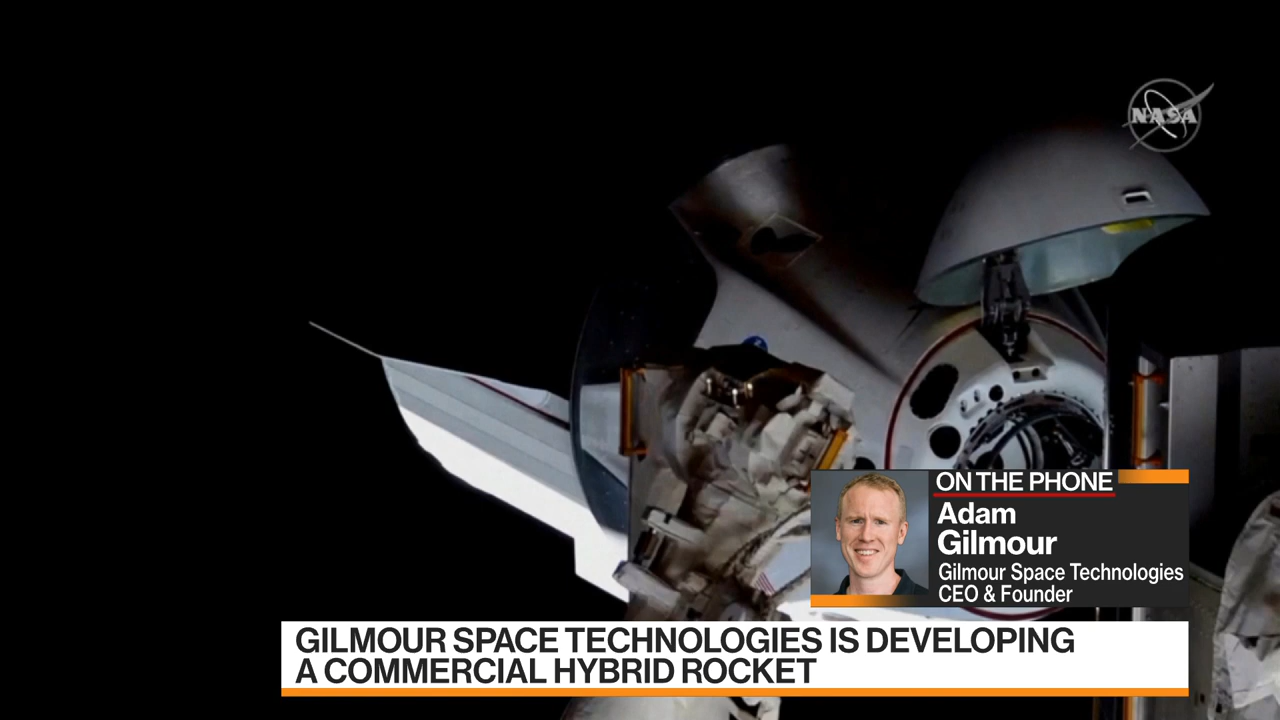 NASA
ON THE PHONE
Adam
Gilmour
Gilmour Space Technologies
CEO & Founder
GILMOUR SPACE TECHNOLOGIES IS DEVELOPING
A COMMERCIAL HYBRID ROCKET